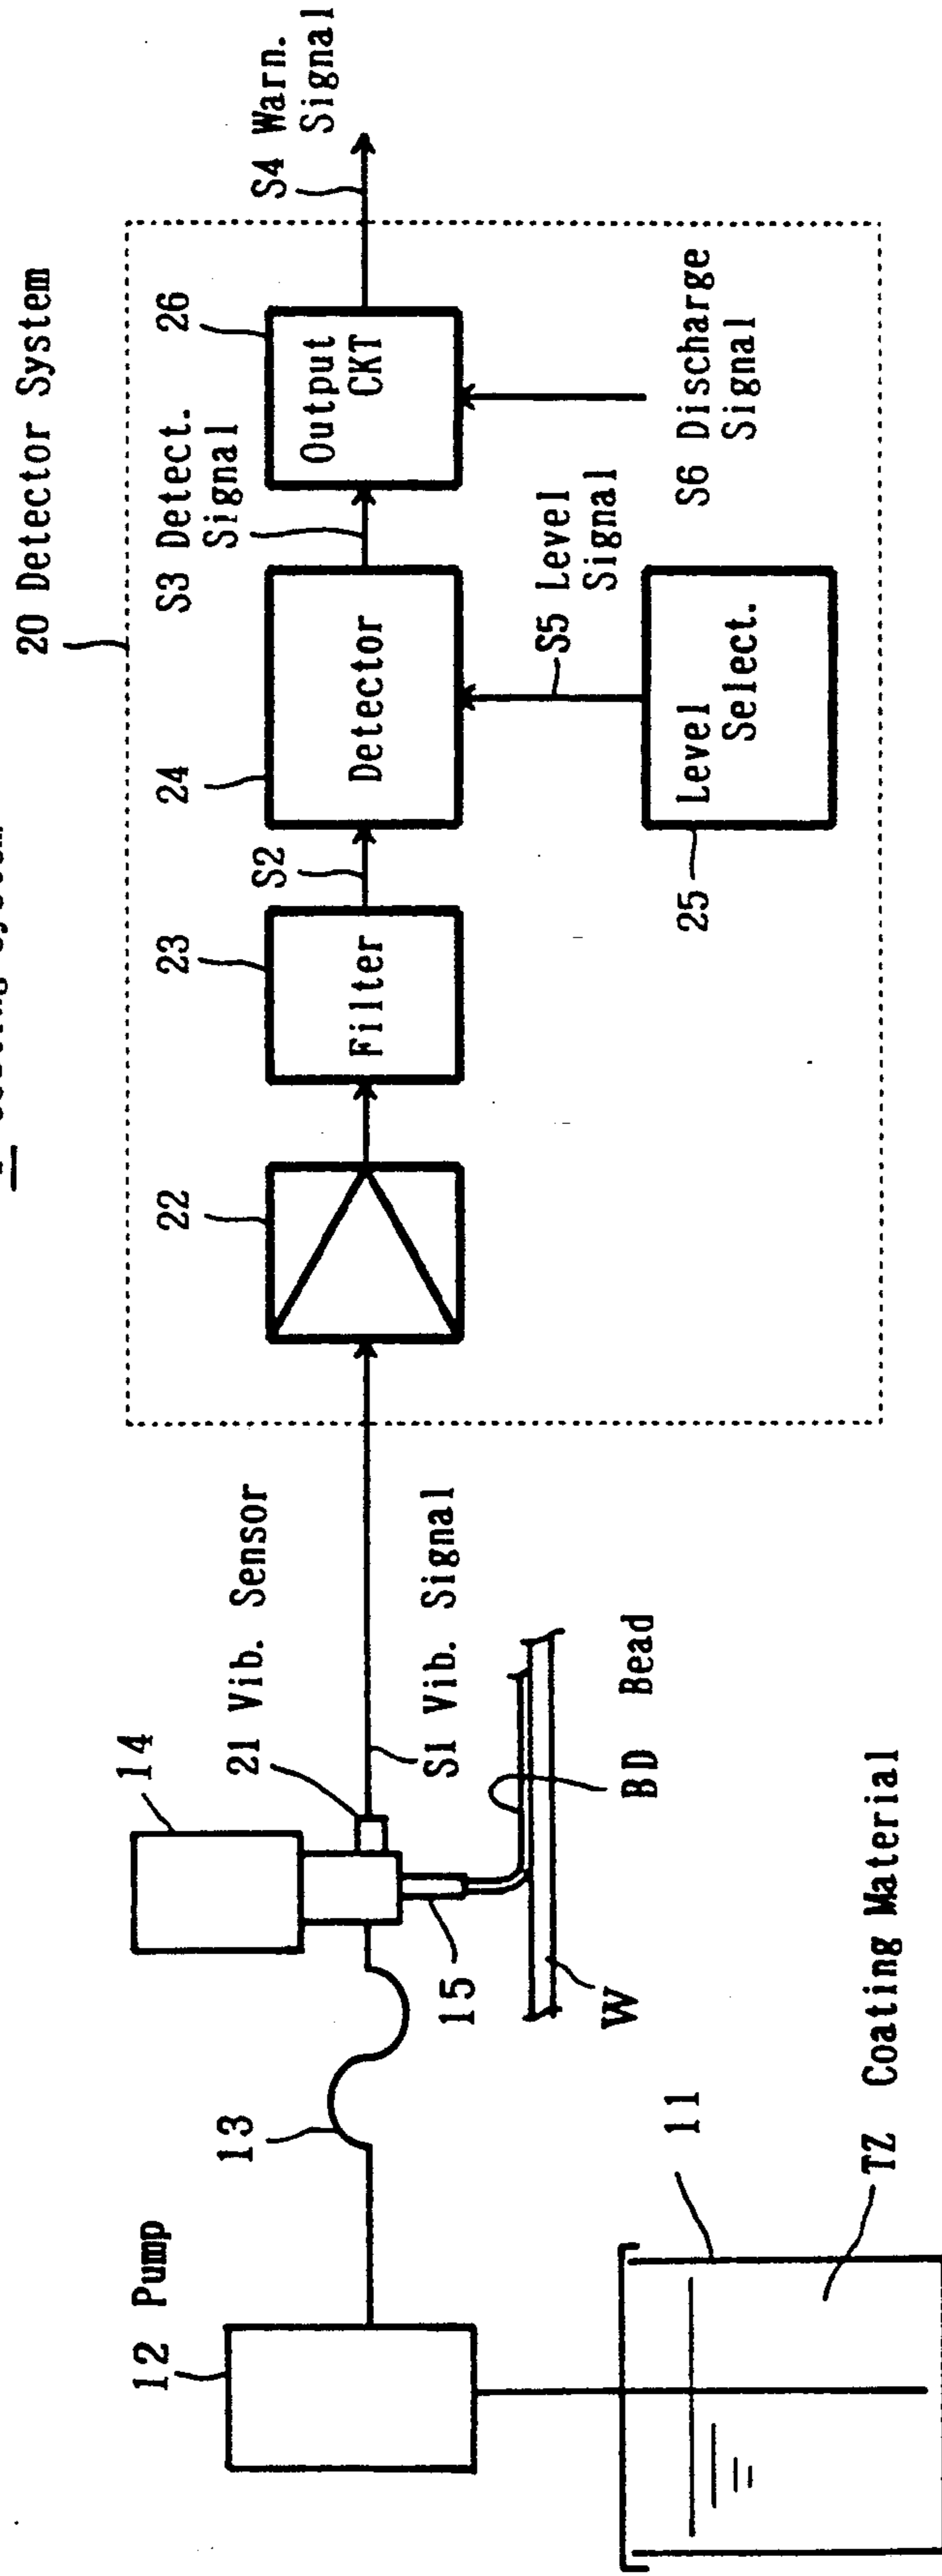 20 Detector System
S4 Warn.
Signal
26
Output
CKT
S3 Detect.
Signal
S6 Discharge
Signal
24
Detector
S5 Level
Signal
Level
Select.
25
S2
23
Filter
22
21 Vib. Sensor
S1 Vib. Signal
14
15
BD Bead
W
13
12 Pump
11
TZ Coating Material